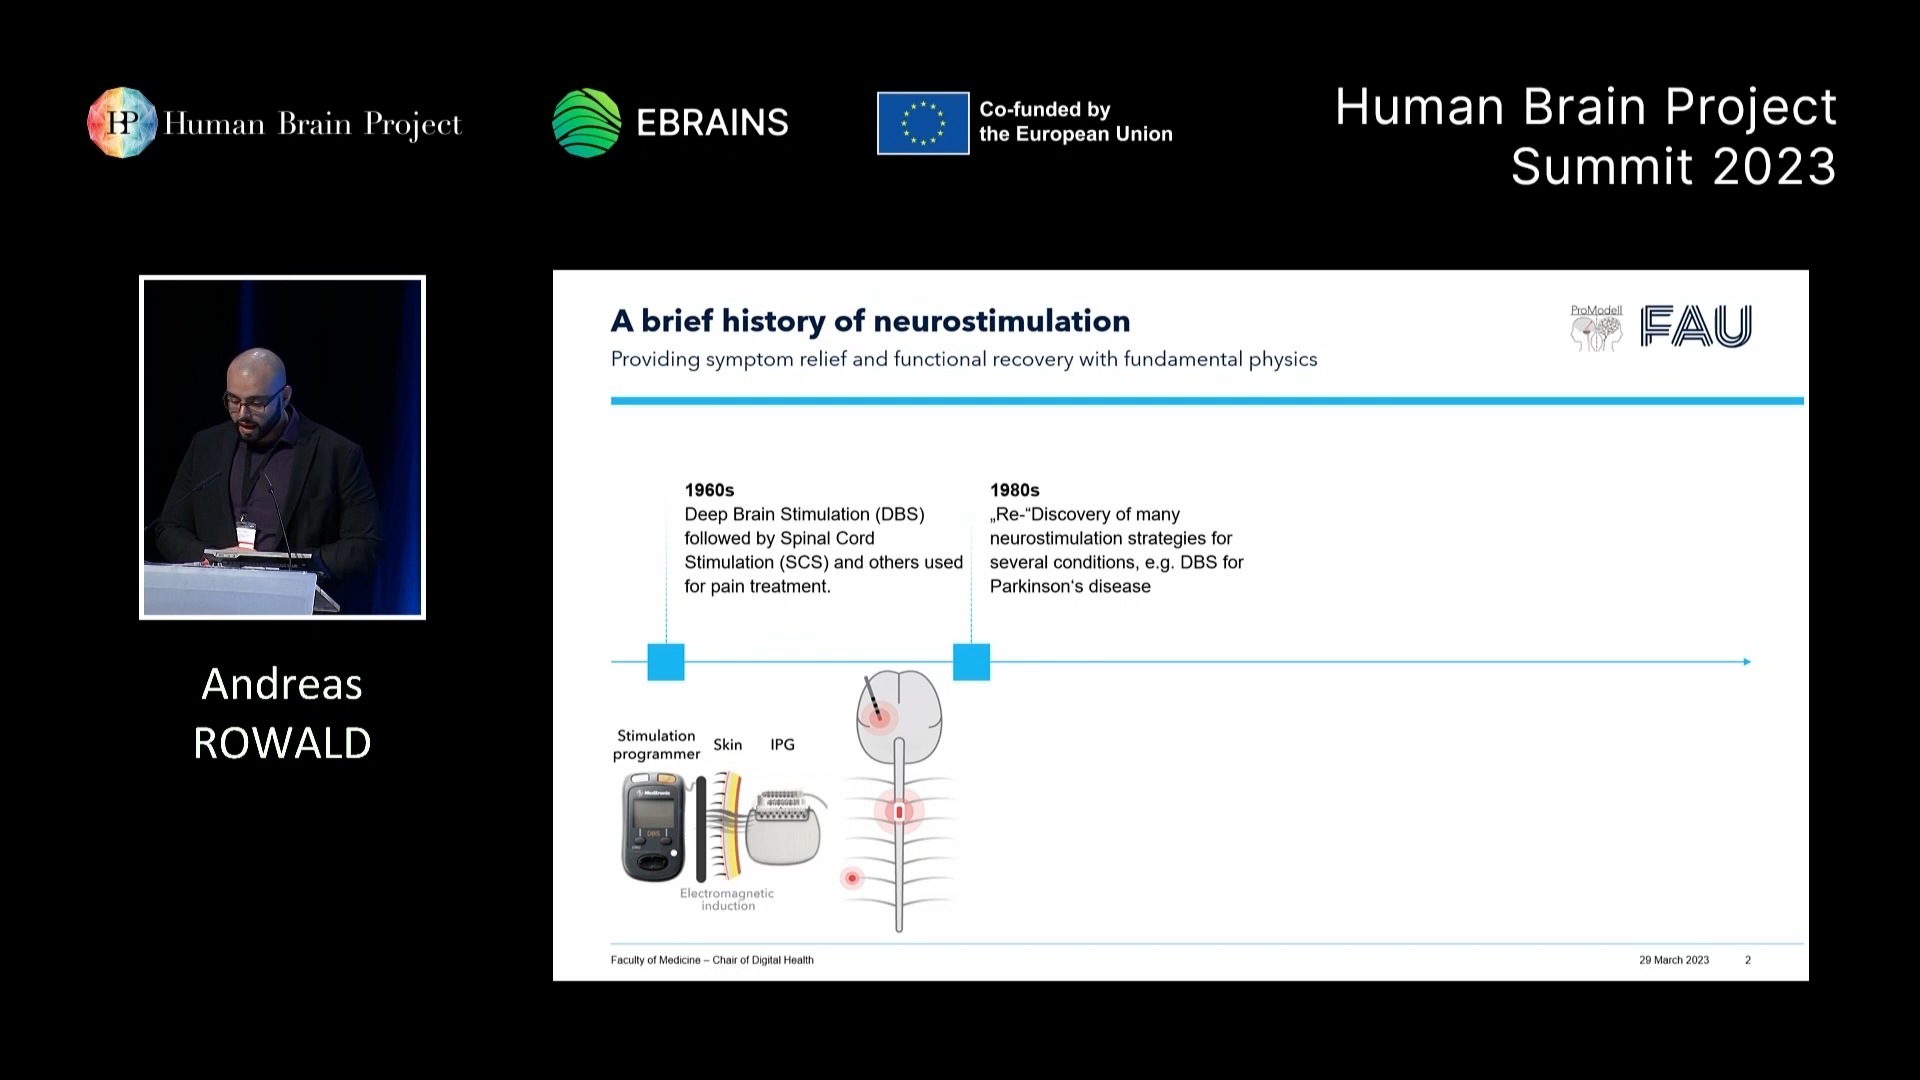 HP Human Brain Project
EBRAINS
Co-funded by
the European Union
Human Brain Project
Summit 2023
Andreas
ROWALD
A brief history of neurostimulation
Providing symptom relief and functional recovery with fundamental physics
ProModell
FAU
1960s
Deep Brain Stimulation (DBS)
followed by Spinal Cord
Stimulation (SCS) and others used
for pain treatment.
1980s
„Re-“Discovery of many
neurostimulation strategies for
several conditions, e.g. DBS for
Parkinson‘s disease
Stimulation
programmer
Skin
IPG
Medtronic
DBS
Electromagnetic
induction
Faculty of Medicine – Chair of Digital Health
29 March 2023
2